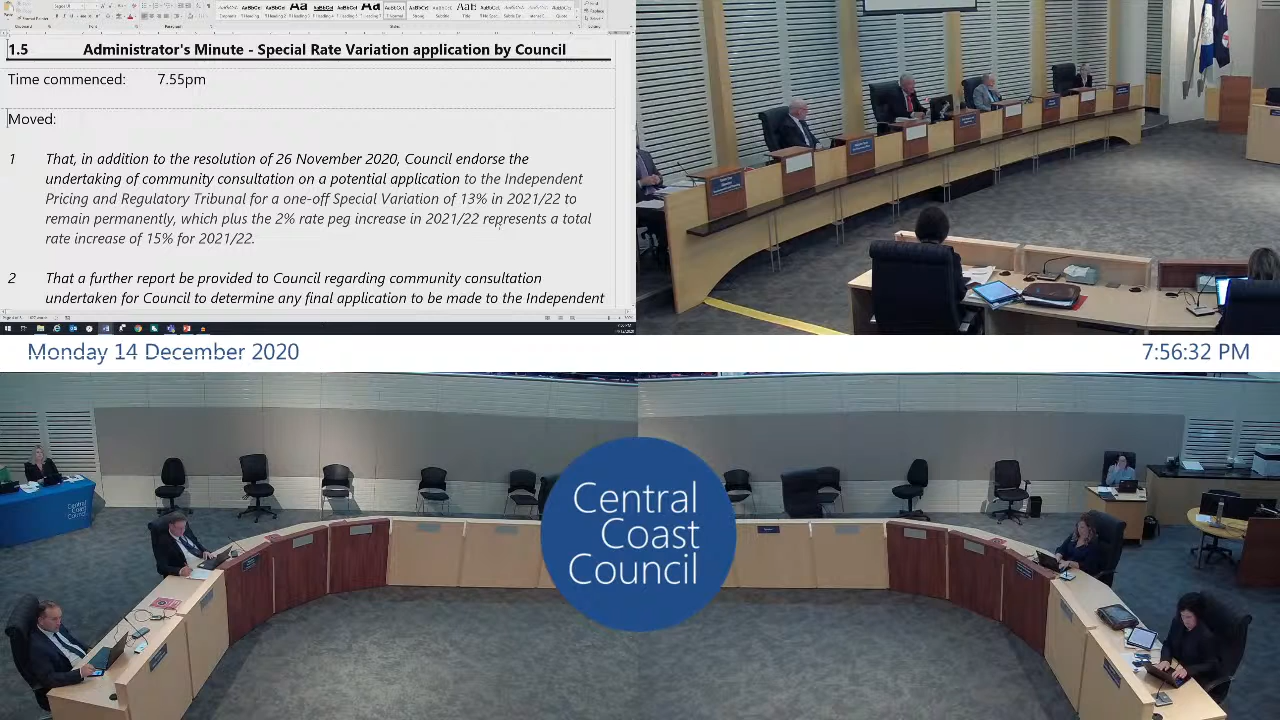 1.5 Administrator's Minute - Special Rate Variation application by Council
Time commenced: 7.55pm
Moved:
1 That, in addition to the resolution of 26 November 2020, Council endorse the
undertaking of community consultation on a potential application to the Independent
Pricing and Regulatory Tribunal for a one-off Special Variation of 13% in 2021/22 to
remain permanently, which plus the 2% rate peg increase in 2021/22 represents a total
rate increase of 15% for 2021/22.
2 That a further report be provided to Council regarding community consultation
undertaken for Council to determine any final application to be made to the Independent
Monday 14 December 2020
7:56:32 PM
Central
Coast
Council
Central
Coast
Council